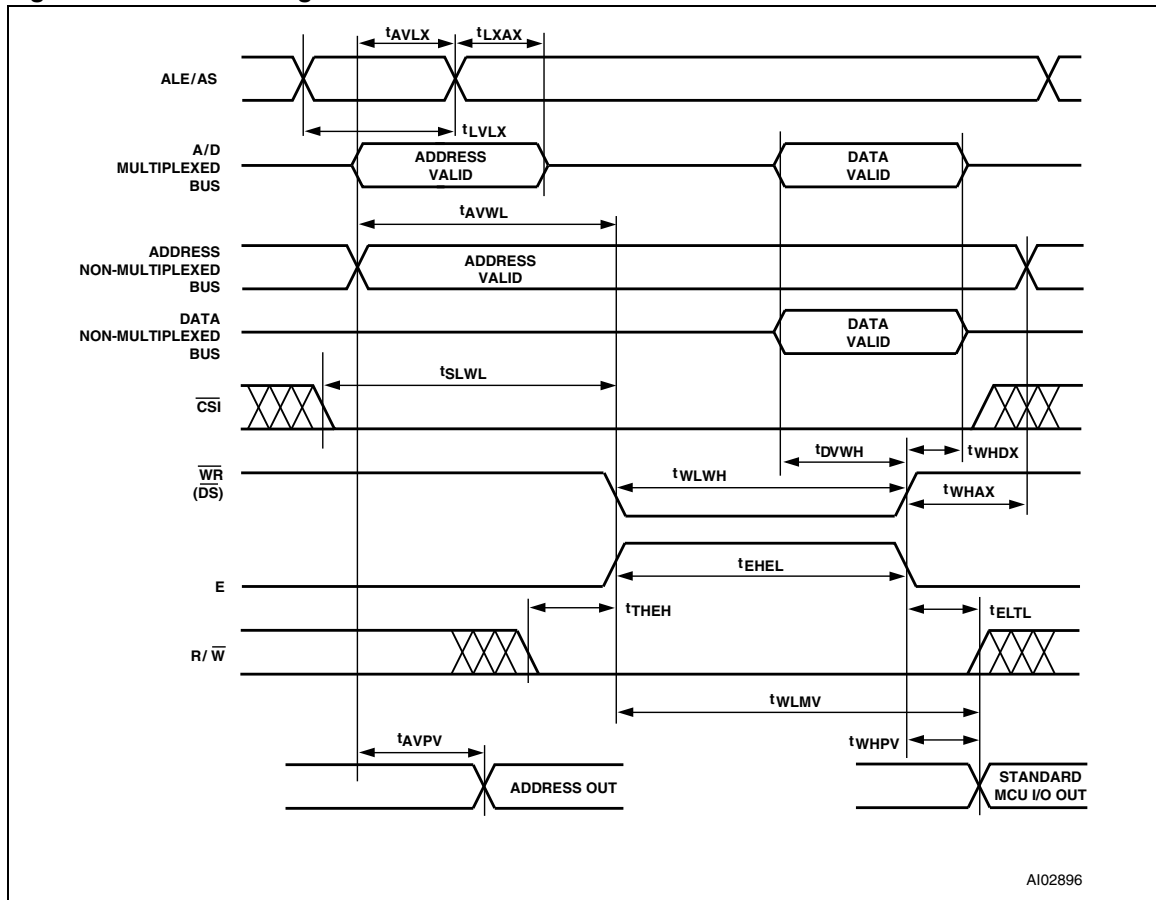 tAVLX
tLXAX
ALE/AS
tLVLX
A/D
MULTIPLEXED
BUS
ADDRESS
VALID
DATA
VALID
tAVWL
ADDRESS
NON-MULTIPLEXED
BUS
ADDRESS
VALID
DATA
NON-MULTIPLEXED
BUS
DATA
VALID
tSLWL
CSI
tDVWH
tWHDX
WR
(DS)
tWLWH
tWHAX
E
tEHEL
tTHEH
tELTL
R/ W
tWLMV
tAVPV
tWHPV
ADDRESS OUT
STANDARD
MCU I/O OUT
AI02896